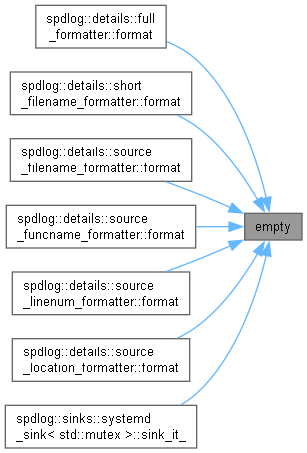 spdlog::details::full
_formatter::format
spdlog::details::short
_filename_formatter::format
spdlog::details::source
_filename_formatter::format
spdlog::details::source
_funcname_formatter::format
empty
spdlog::details::source
_linenum_formatter::format
spdlog::details::source
_location_formatter::format
spdlog::sinks::systemd
_sink< std::mutex >::sink_it_